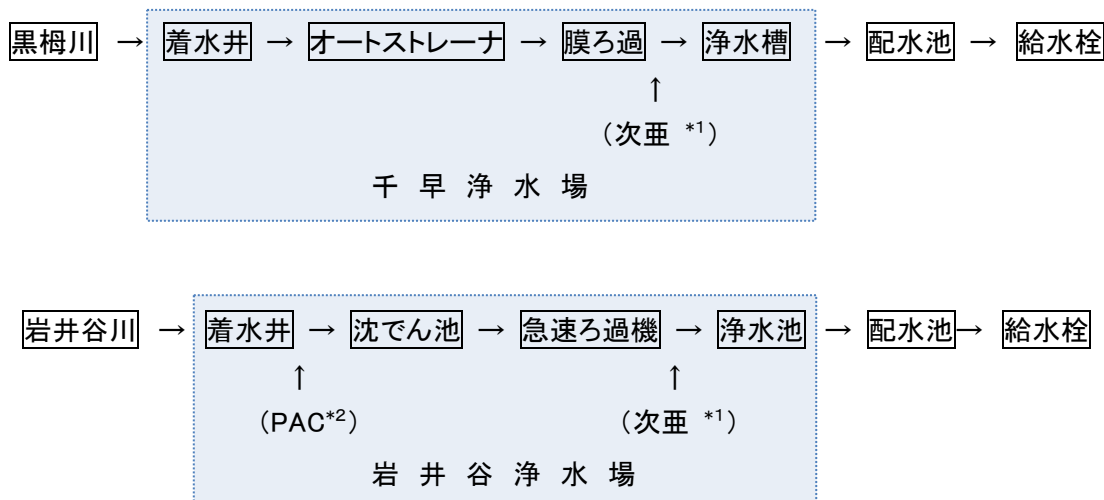 黒栂川 → 着水井 → オートストレーナ → 膜ろ過 → 浄水槽 → 配水池 → 給水栓
↑
（次亜 *1）
千 早 浄 水 場
岩井谷川 → 着水井 → 沈でん池 → 急速ろ過機 → 浄水池 → 配水池→ 給水栓
↑ ↑
（PAC*2） （次亜 *1）
岩 井 谷 浄 水 場